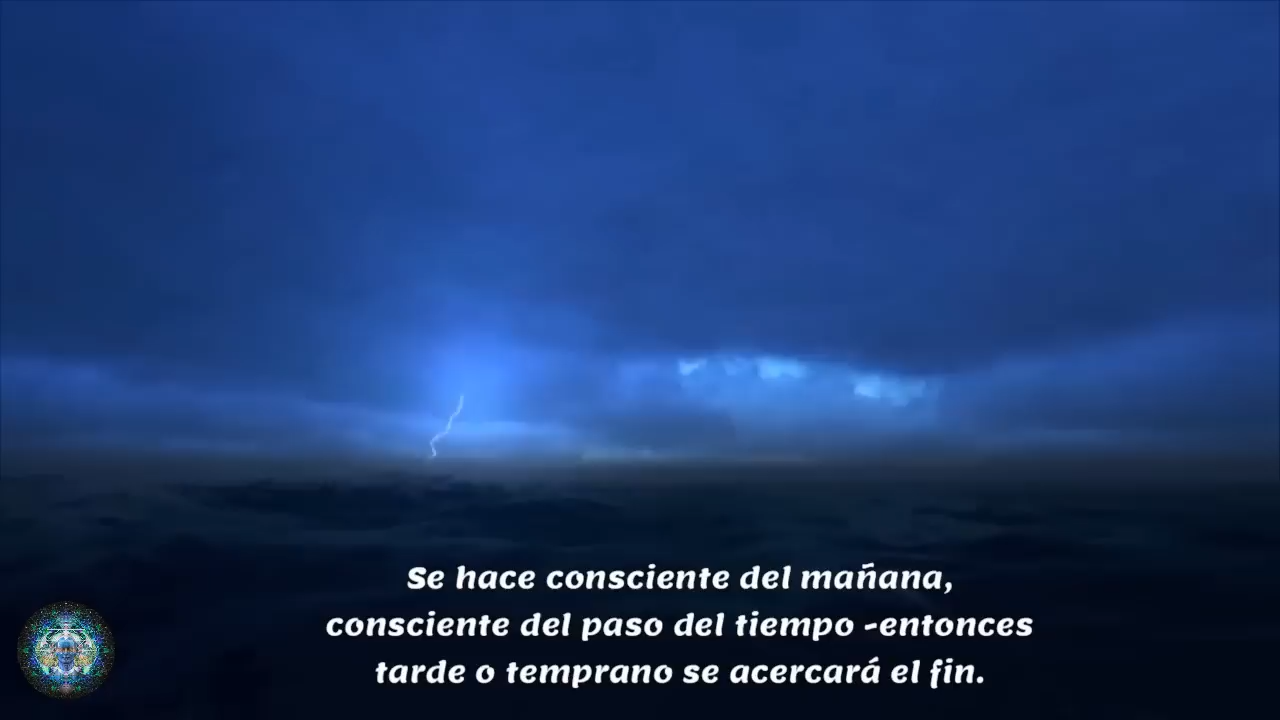 Se hace consciente del mañana,
consciente del paso del tiempo -entonces
tarde o temprano se acercará el fin.